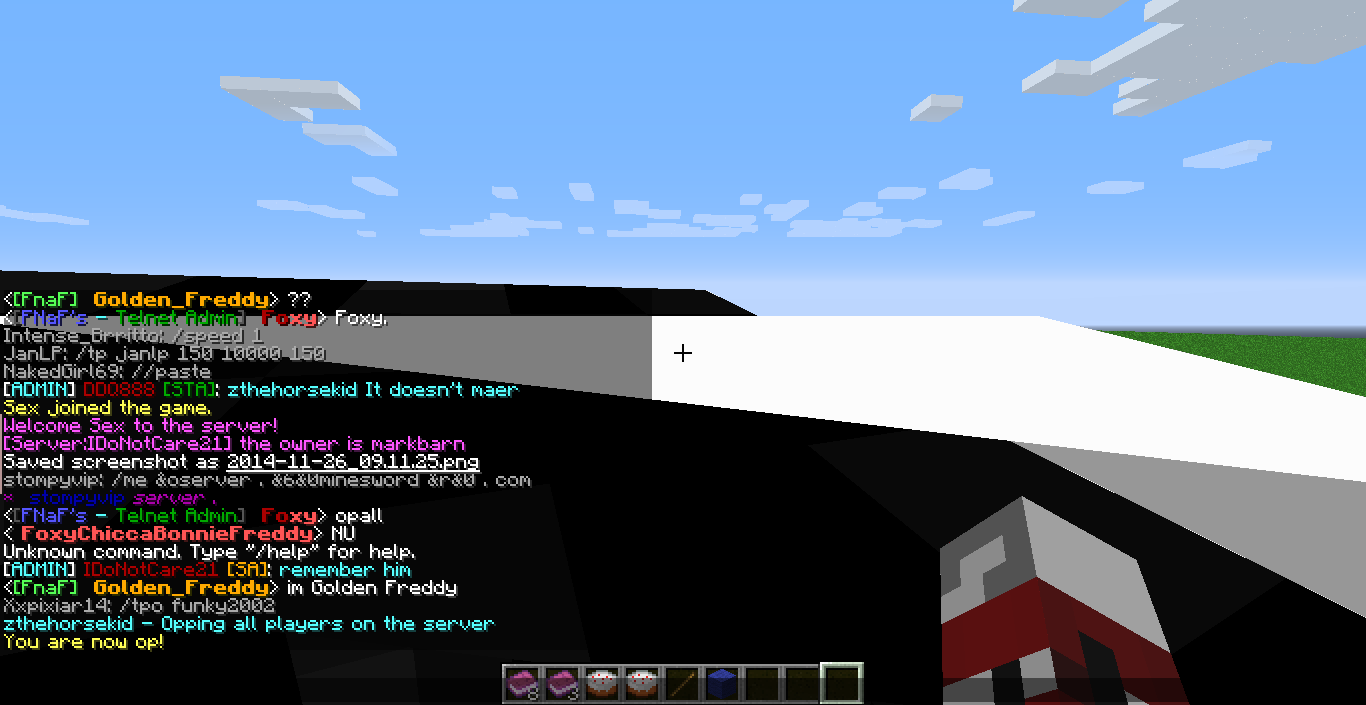 <[FnaF] Golden_Freddy> ??
<[FNaF's - Telnet Admin] Foxy> Foxy.
Intense_Brritto: /speed 1
JanLP: /tp janlp 150 10000 150
NakedGirl69: //paste
[ADMIN] DDQ888 [STA]: zthehorsekid It doesn't maer
Sex joined the game.
Welcome Sex to the server!
[Server:IDoNotCare21] the owner is markbarn
Saved screenshot as 2014-11-26_09.11.25.png
stompyvip: /me &oserver . &6&0minesword &r&0 . com
* stompyvip server .
<[FNaF's - Telnet Admin] Foxy> opall
< FoxyChiccaBonnieFreddy> NU
Unknown command. Type "/help" for help.
[ADMIN] IDoNotCare21 [SA]: remember him
<[FnaF] Golden_Freddy> im Golden Freddy
Xxpixiar14: /tpo funky2002
zthehorsekid - Opping all players on the server
You are now op!
8 3